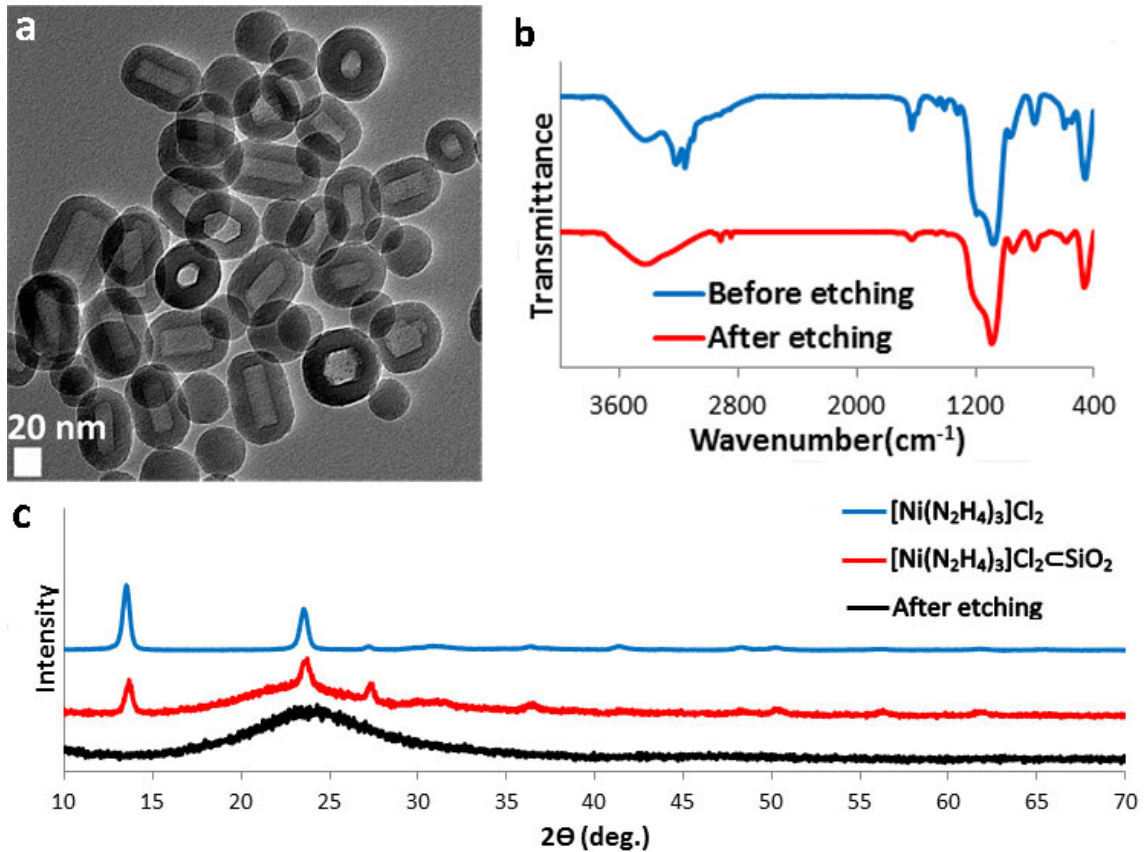 a
20 nm
b
Transmittance
Before etching
After etching
3600 2800 2000 1200 400
Wavenumber(cm⁻¹)
c
Intensity
[Ni(N₂H₄)₃]Cl₂
[Ni(N₂H₄)₃]Cl₂⊂SiO₂
After etching
10 15 20 25 30 35 40 45 50 55 60 65 70
2Θ (deg.)